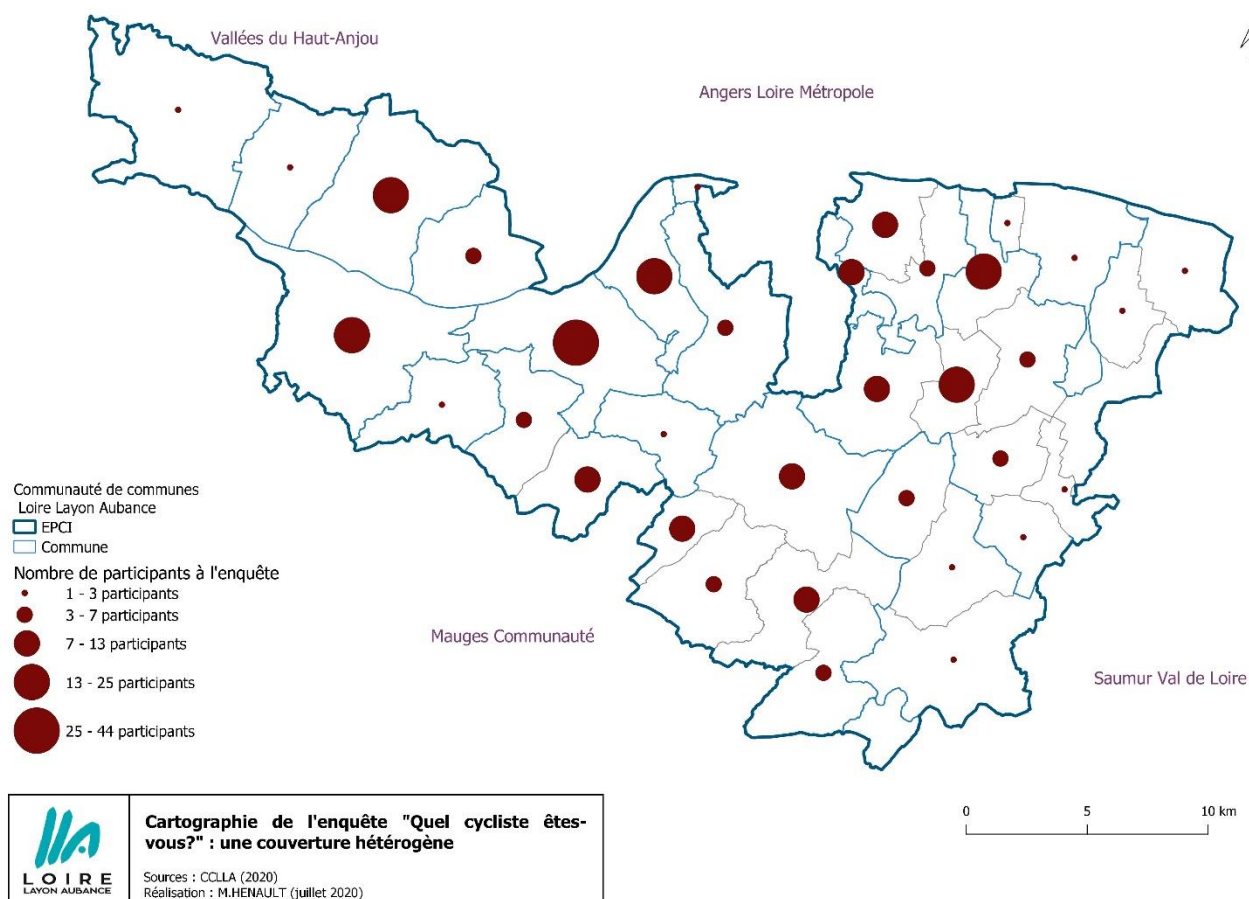 Vallées du Haut-Anjou
Angers Loire Métropole
Communauté de communes
Loire Layon Aubance
EPCI
Commune
Nombre de participants à l'enquête
1 - 3 participants
3 - 7 participants
7 - 13 participants
13 - 25 participants
25 - 44 participants
Mauges Communauté
Saumur Val de Loire
0 5 10 km
LOIRE
LAYON AUBANCE
Cartographie de l'enquête "Quel cycliste êtes-
vous?" : une couverture hétérogène
Sources : CCLLA (2020)
Réalisation : M.HENAULT (juillet 2020)